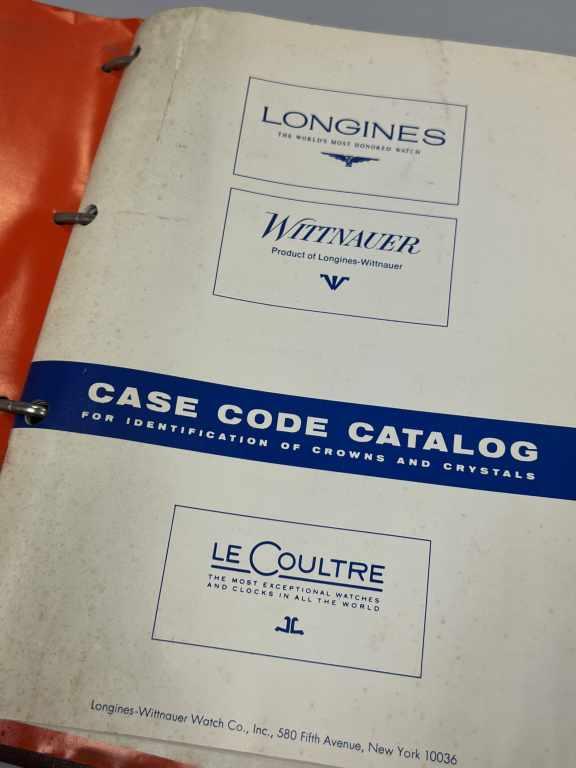 LONGINES
THE WORLD'S MOST HONORED WATCH
WITTNAUER
Product of Longines-Wittnauer
CASE CODE CATALOG
FOR IDENTIFICATION OF CROWNS AND CRYSTALS
LECOULTRE
THE MOST EXCEPTIONAL WATCHES
AND CLOCKS IN ALL THE WORLD
Longines-Wittnauer Watch Co., Inc., 580 Fifth Avenue, New York 10036